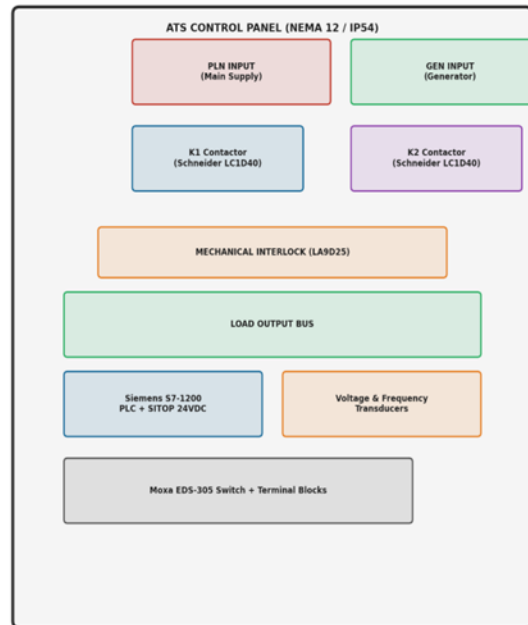 ATS CONTROL PANEL (NEMA 12 / IP54)
PLN INPUT
(Main Supply)
GEN INPUT
(Generator)
K1 Contactor
(Schneider LC1D40)
K2 Contactor
(Schneider LC1D40)
MECHANICAL INTERLOCK (LA9D25)
LOAD OUTPUT BUS
Siemens S7-1200
PLC + SITOP 24VDC
Voltage & Frequency
Transducers
Moxa EDS-305 Switch + Terminal Blocks